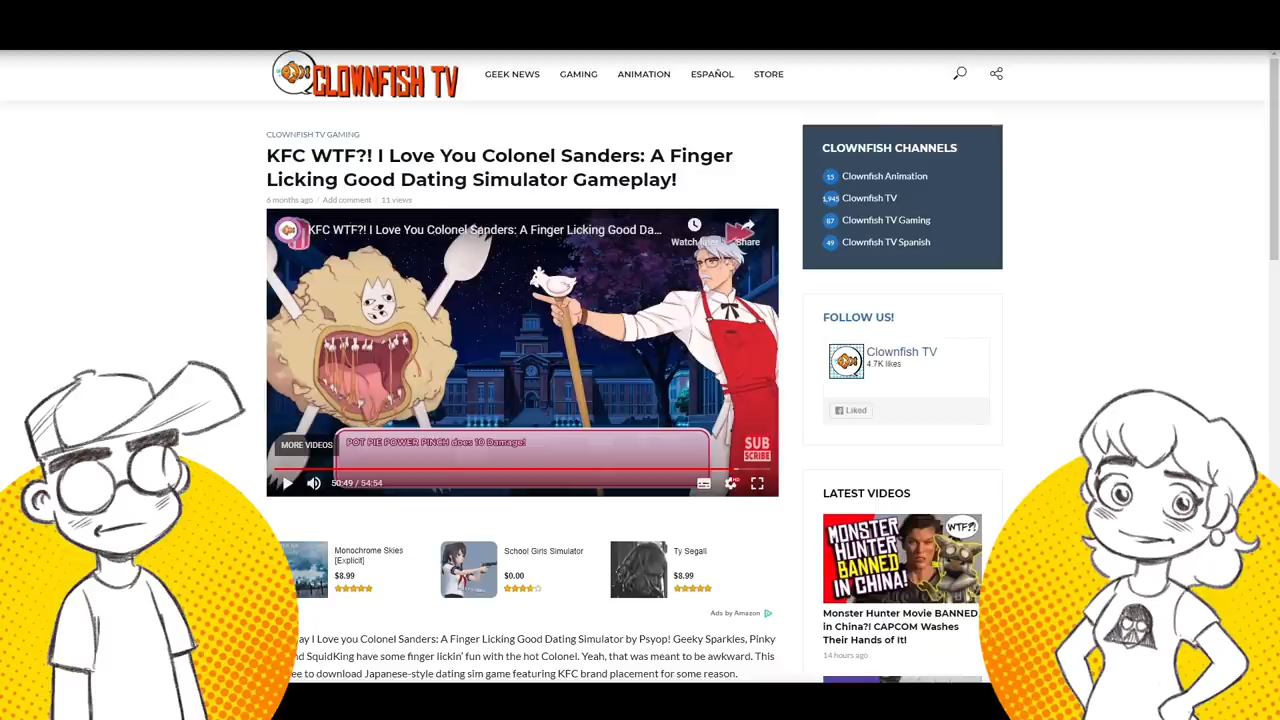 CLOWNFISH TV
GEEK NEWS GAMING ANIMATION ESPAÑOL STORE
CLOWNFISH TV GAMING
KFC WTF?! I Love You Colonel Sanders: A Finger
Licking Good Dating Simulator Gameplay!
6 months ago / Add comment / 11 views
KFC WTF?! I Love You Colonel Sanders: A Finger Licking Good Da...
Watch later
Share
POT PIE POWER PINCH does 10 Damage!
MORE VIDEOS
SUB
SCRIBE
50:49 / 54:54
HD
Monochrome Skies
[Explicit]
$8.99
School Girls Simulator
$0.00
Ty Segall
$8.99
Ads by Amazon
ay I Love you Colonel Sanders: A Finger Licking Good Dating Simulator by Psyop! Geeky Sparkles, Pinky
nd SquidKing have some finger lickin' fun with the hot Colonel. Yeah, that was meant to be awkward. This
ee to download Japanese-style dating sim game featuring KFC brand placement for some reason.
CLOWNFISH CHANNELS
15 Clownfish Animation
1,945 Clownfish TV
87 Clownfish TV Gaming
49 Clownfish TV Spanish
FOLLOW US!
Clownfish TV
4.7K likes
Liked
LATEST VIDEOS
MONSTER
HUNTER
BANNED
IN CHINA!
WTF?!
Monster Hunter Movie BANNED
in China?! CAPCOM Washes
Their Hands of It!
14 hours ago